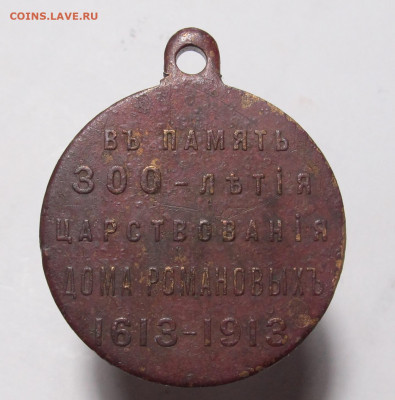 COINS.LAVE.RU
ВЪ ПАМЯТЬ
300-ЛѢТІЯ
ЦАРСТВОВАНІЯ
ДОМА РОМАНОВЫХЪ
1613-1913